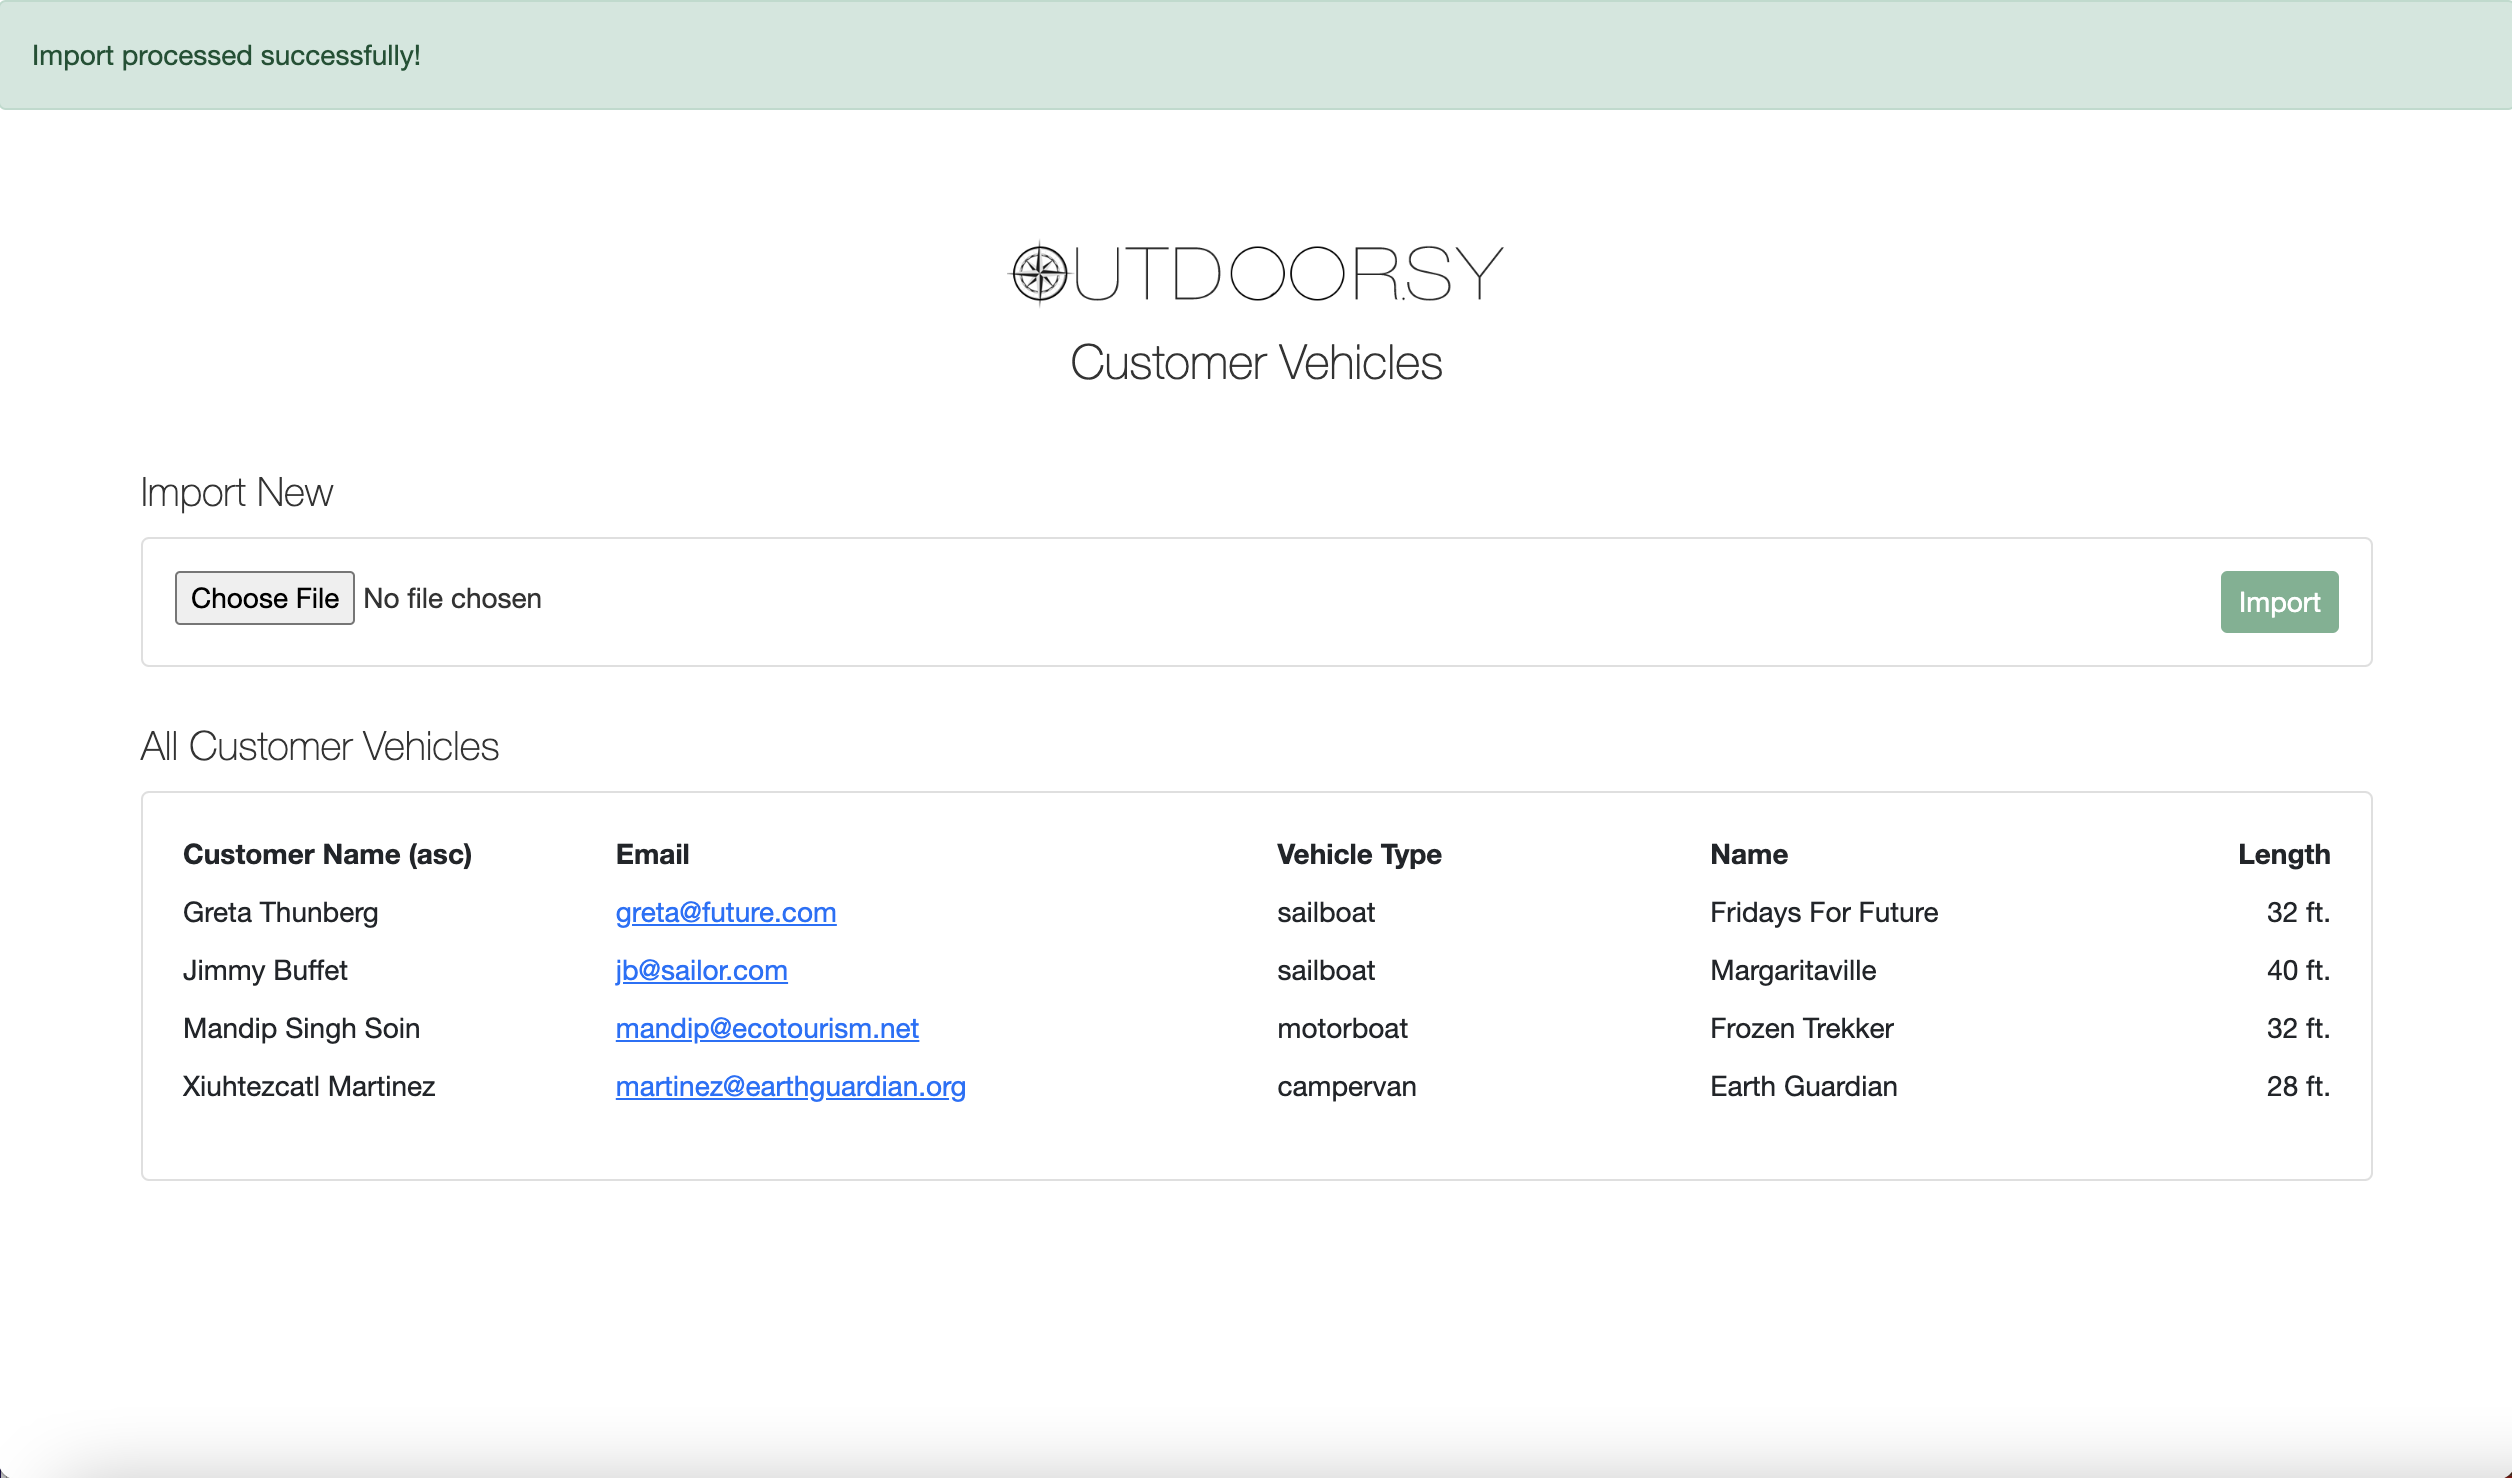 Import processed successfully!
OUTDOOR.SY
Customer Vehicles
Import New
Choose File No file chosen
Import
All Customer Vehicles
Customer Name (asc) Email Vehicle Type Name Length
Greta Thunberg greta@future.com sailboat Fridays For Future 32 ft.
Jimmy Buffet jb@sailor.com sailboat Margaritaville 40 ft.
Mandip Singh Soin mandip@ecotourism.net motorboat Frozen Trekker 32 ft.
Xiuhtezcatl Martinez martinez@earthguardian.org campervan Earth Guardian 28 ft.